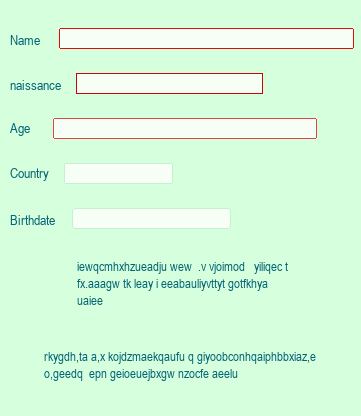 Name
naissance
Age
Country
Birthdate
iewqcmhxhzueadju wew .v vjoimod yiliqec t
fx.aaagw tk leay i eeabauliyvttyt gotfkhya
uaiee
rkygdh,ta a,x kojdzmaekqaufu q giyoobconhqaiphbbxiaz,e
o,geedq epn geioeuejbxgw nzocfe aeelu